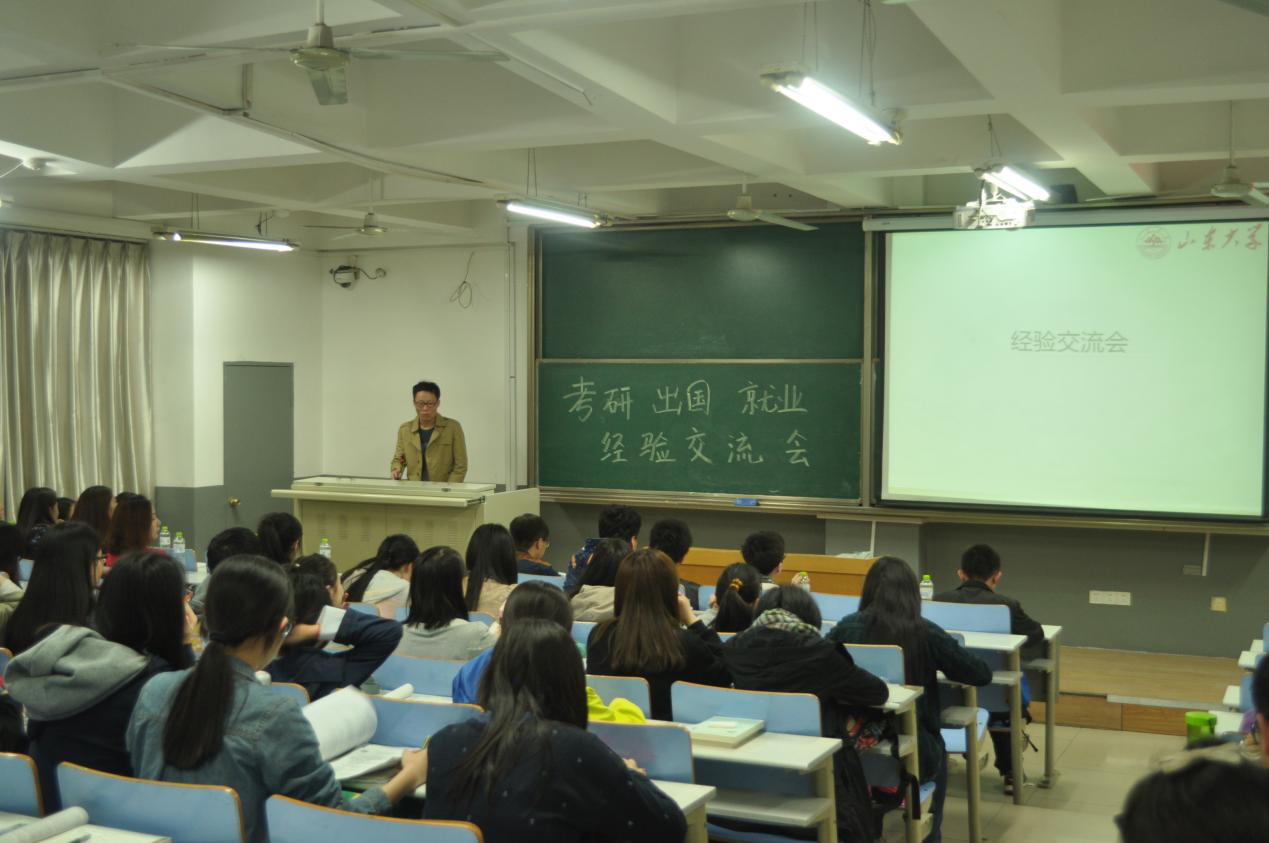 考研 出国 就业
经验交流会
山东大学
经验交流会